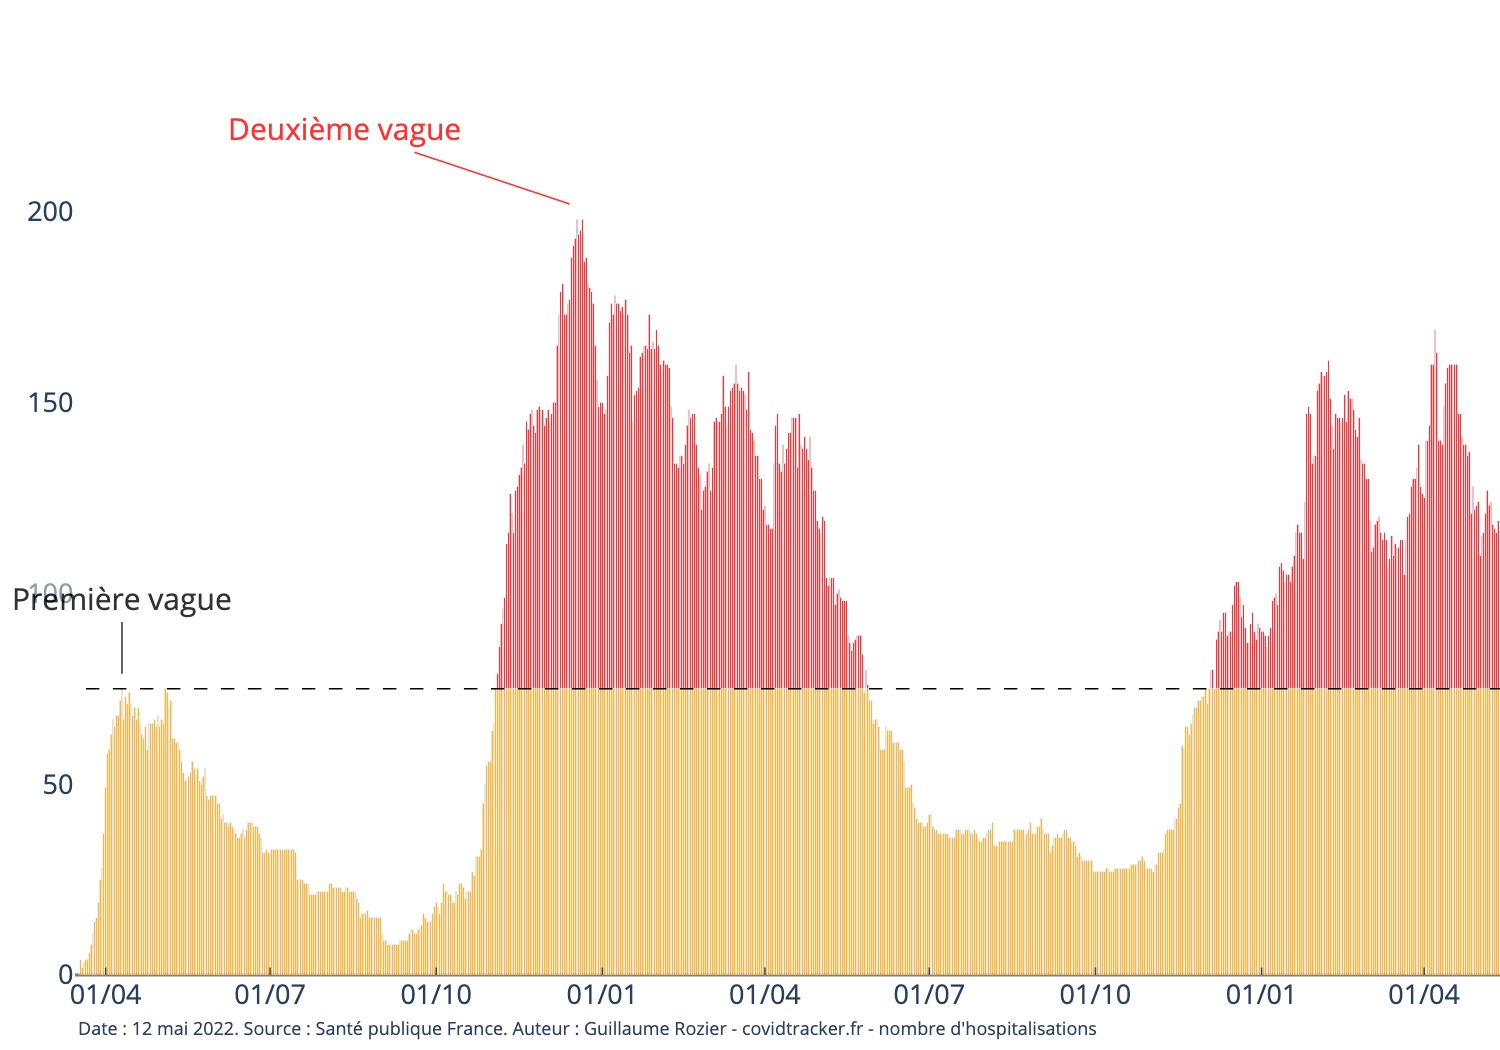 Deuxième vague
200
150
100
Première vague
50
0
01/04 01/07 01/10 01/01 01/04 01/07 01/10 01/01 01/04
Date : 12 mai 2022. Source : Santé publique France. Auteur : Guillaume Rozier - covidtracker.fr - nombre d'hospitalisations